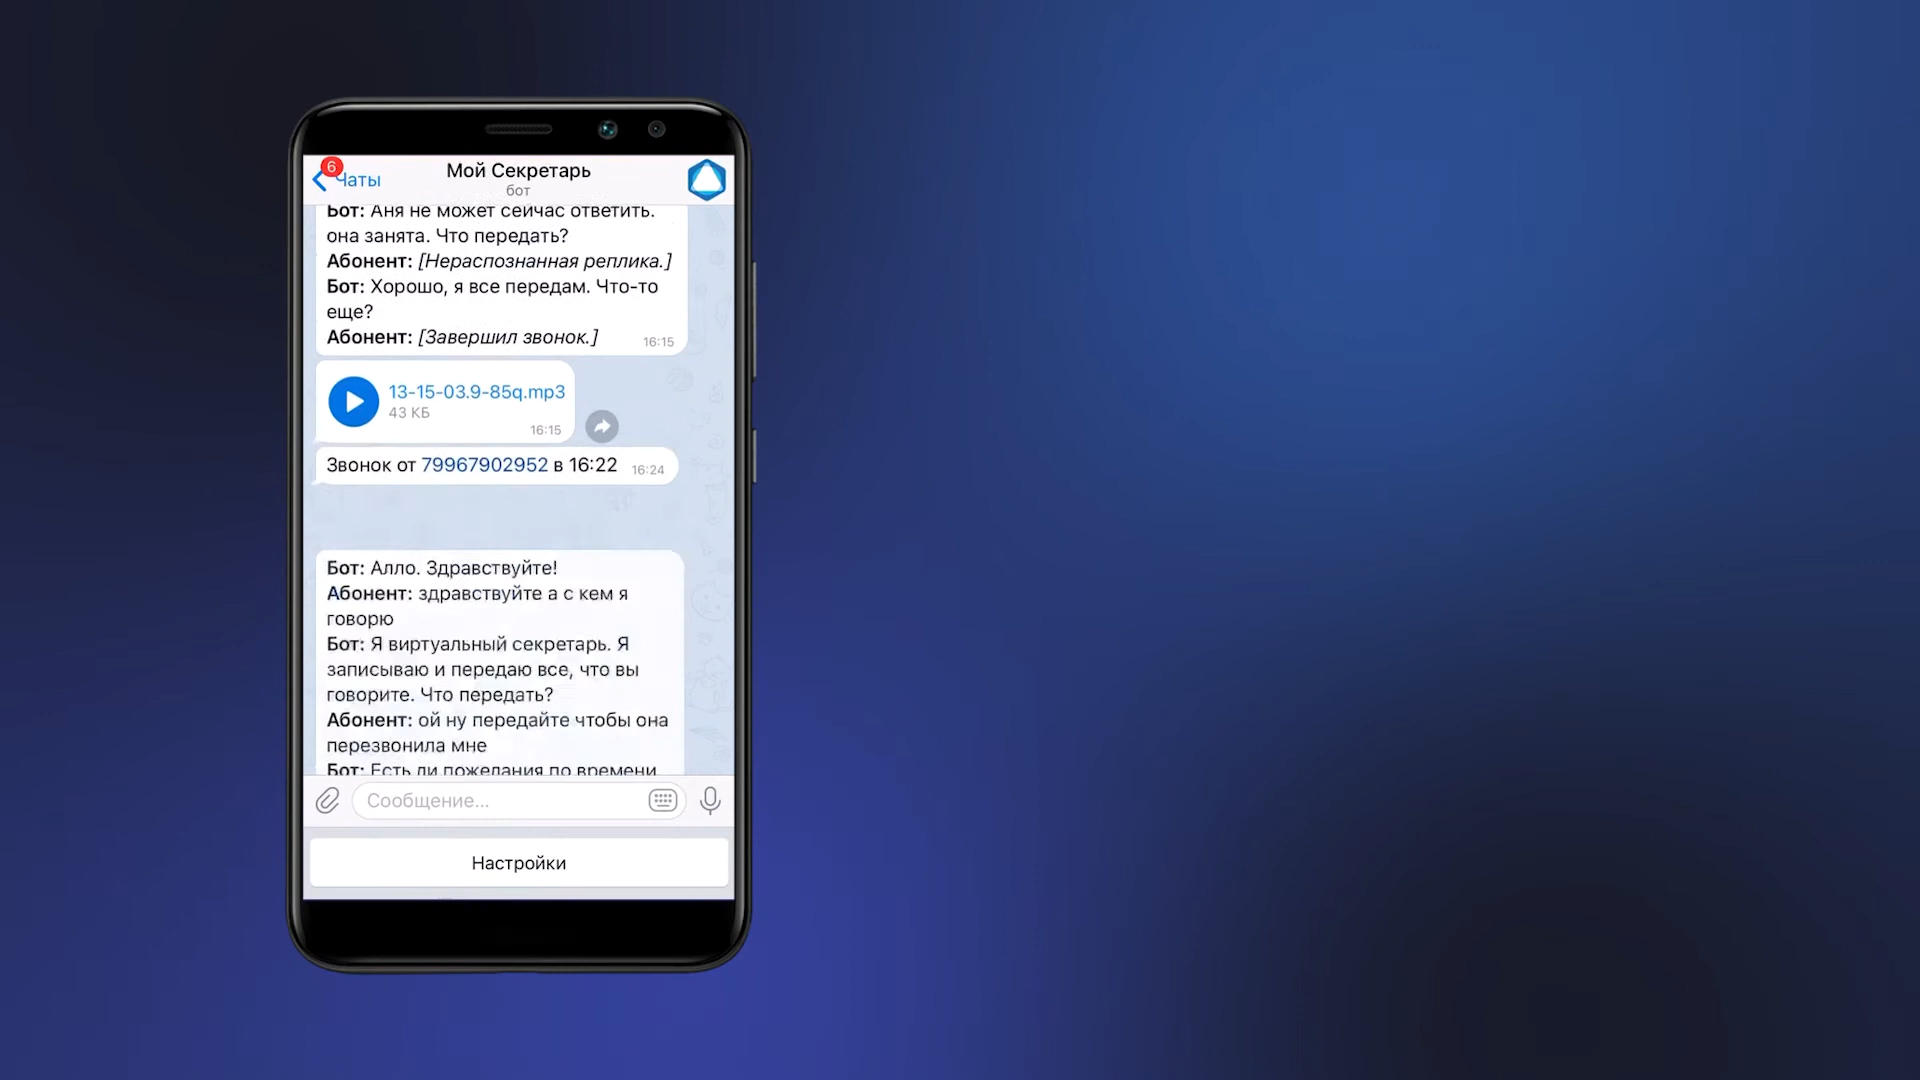 6
Чаты
Мой Секретарь
бот
Бот: Аня не может сейчас ответить.
она занята. Что передать?
Абонент: [Нераспознанная реплика.]
Бот: Хорошо, я все передам. Что-то
еще?
Абонент: [Завершил звонок.]
16:15
13-15-03.9-85q.mp3
43 КБ
16:15
Звонок от 79967902952 в 16:22
16:24
Бот: Алло. Здравствуйте!
Абонент: здравствуйте а с кем я
говорю
Бот: Я виртуальный секретарь. Я
записываю и передаю все, что вы
говорите. Что передать?
Абонент: ой ну передайте чтобы она
перезвонила мне
Бот: Есть ли пожелания по времени
Сообщение...
Настройки